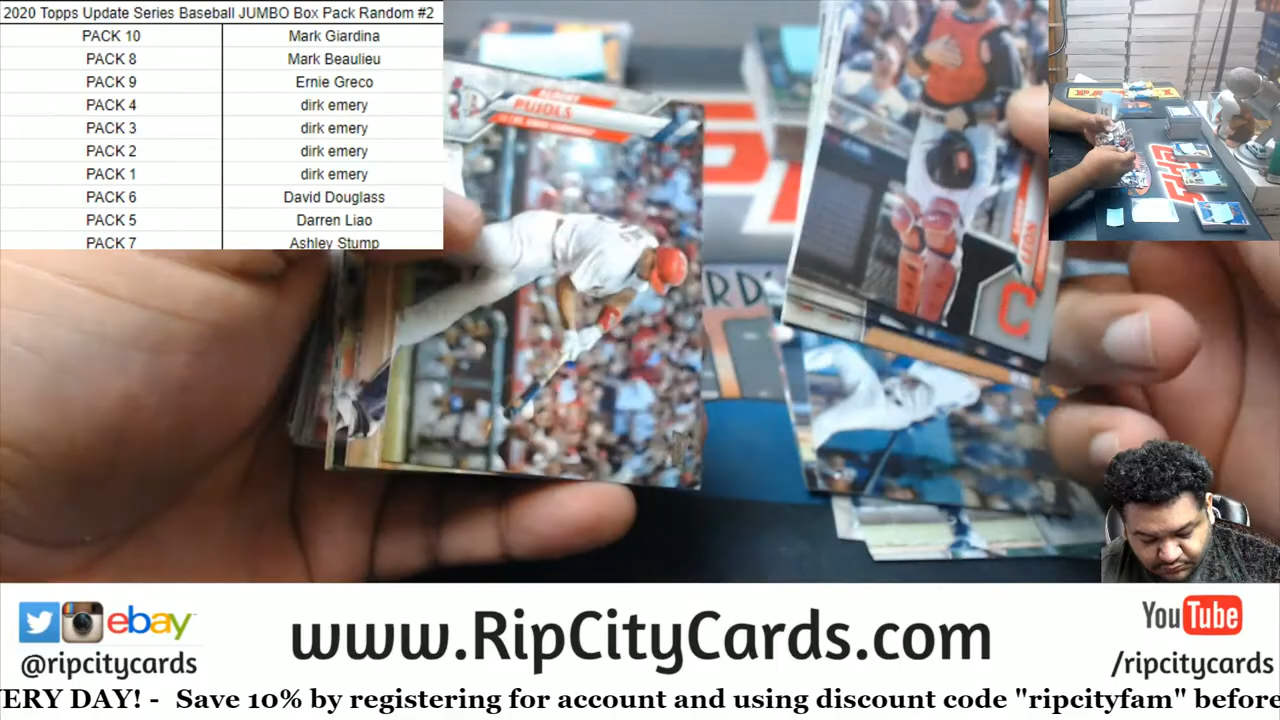 2020 Topps Update Series Baseball JUMBO Box Pack Random #2
PACK 10 Mark Giardina
PACK 8 Mark Beaulieu
PACK 9 Ernie Greco
PACK 4 dirk emery
PACK 3 dirk emery
PACK 2 dirk emery
PACK 1 dirk emery
PACK 6 David Douglass
PACK 5 Darren Liao
PACK 7 Ashley Stump
PUJOLS
C
RD'
ebay
@ripcitycards
www.RipCityCards.com
YouTube
/ripcitycards
VERY DAY! - Save 10% by registering for account and using discount code "ripcityfam" before